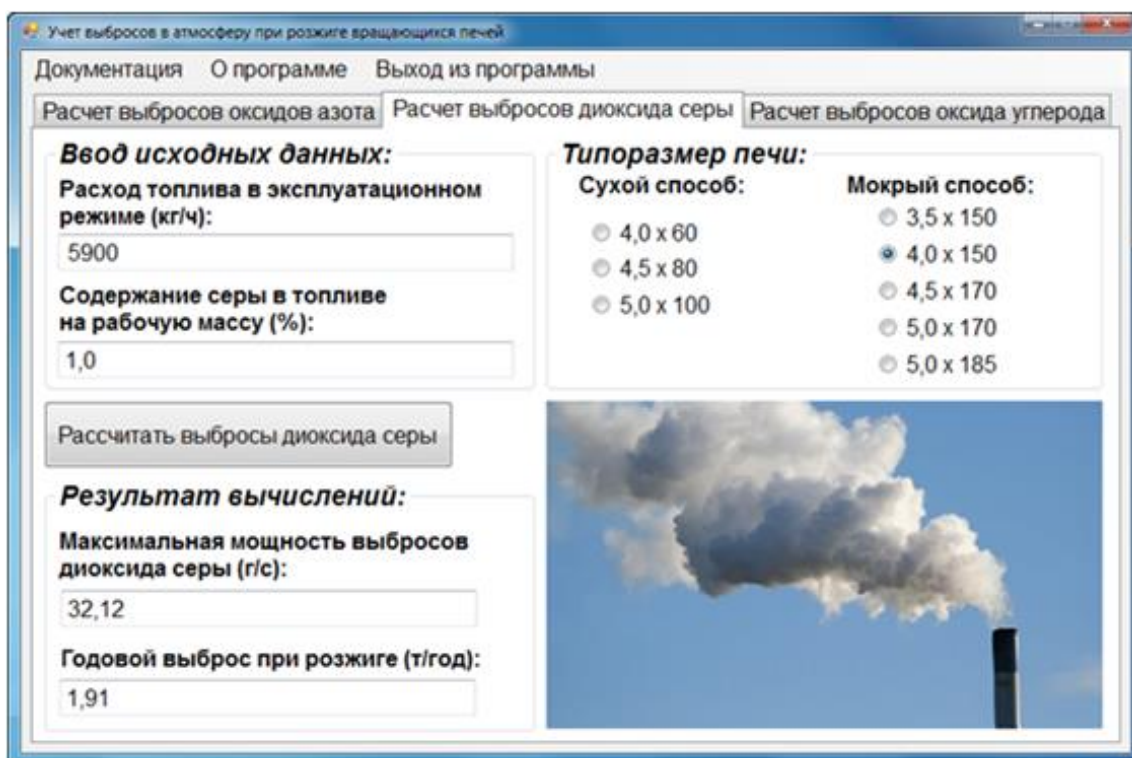 Учет выбросов в атмосферу при розжиге вращающихся печей
Документация О программе Выход из программы
Расчет выбросов оксидов азота Расчет выбросов диоксида серы Расчет выбросов оксида углерода
Ввод исходных данных:
Расход топлива в эксплуатационном
режиме (кг/ч):
5900
Содержание серы в топливе
на рабочую массу (%):
1,0
Типоразмер печи:
Сухой способ:
4,0 x 60
4,5 x 80
5,0 x 100
Мокрый способ:
3,5 x 150
4,0 x 150
4,5 x 170
5,0 x 170
5,0 x 185
Рассчитать выбросы диоксида серы
Результат вычислений:
Максимальная мощность выбросов
диоксида серы (г/с):
32,12
Годовой выброс при розжиге (т/год):
1,91